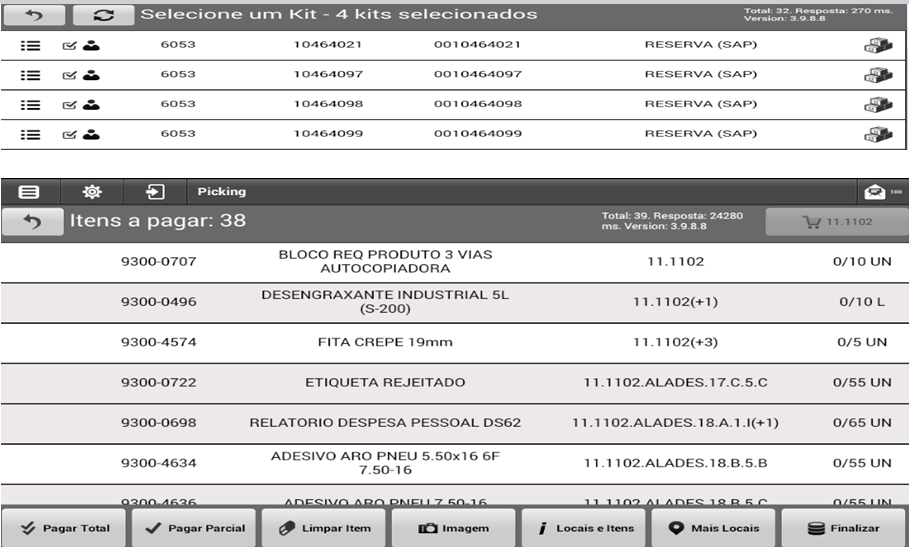 Selecione um Kit - 4 kits selecionados
Total: 32. Resposta: 270 ms.
Version: 3.9.8.8
6053 10464021 0010464021 RESERVA (SAP)
6053 10464097 0010464097 RESERVA (SAP)
6053 10464098 0010464098 RESERVA (SAP)
6053 10464099 0010464099 RESERVA (SAP)
Picking 100
Itens a pagar: 38
Total: 39. Resposta: 24280
ms. Version: 3.9.8.8
11.1102
9300-0707 BLOCO REQ PRODUTO 3 VIAS
AUTOCOPIADORA 11.1102 0/10 UN
9300-0496 DESENGRAXANTE INDUSTRIAL 5L
(S-200) 11.1102(+1) 0/10 L
9300-4574 FITA CREPE 19mm 11.1102(+3) 0/5 UN
9300-0722 ETIQUETA REJEITADO 11.1102.ALADES.17.C.5.C 0/55 UN
9300-0698 RELATORIO DESPESA PESSOAL DS62 11.1102.ALADES.18.A.1.I(+1) 0/65 UN
9300-4634 ADESIVO ARO PNEU 5.50x16 6F
7.50-16 11.1102.ALADES.18.B.5.B 0/55 UN
9300-4636 ADESIVO ARO PNEU 7.50-16 11.1102.ALADES.18.B.5.C 0/55 UN
Pagar Total Pagar Parcial Limpar Item Imagem Locais e Itens Mais Locais Finalizar